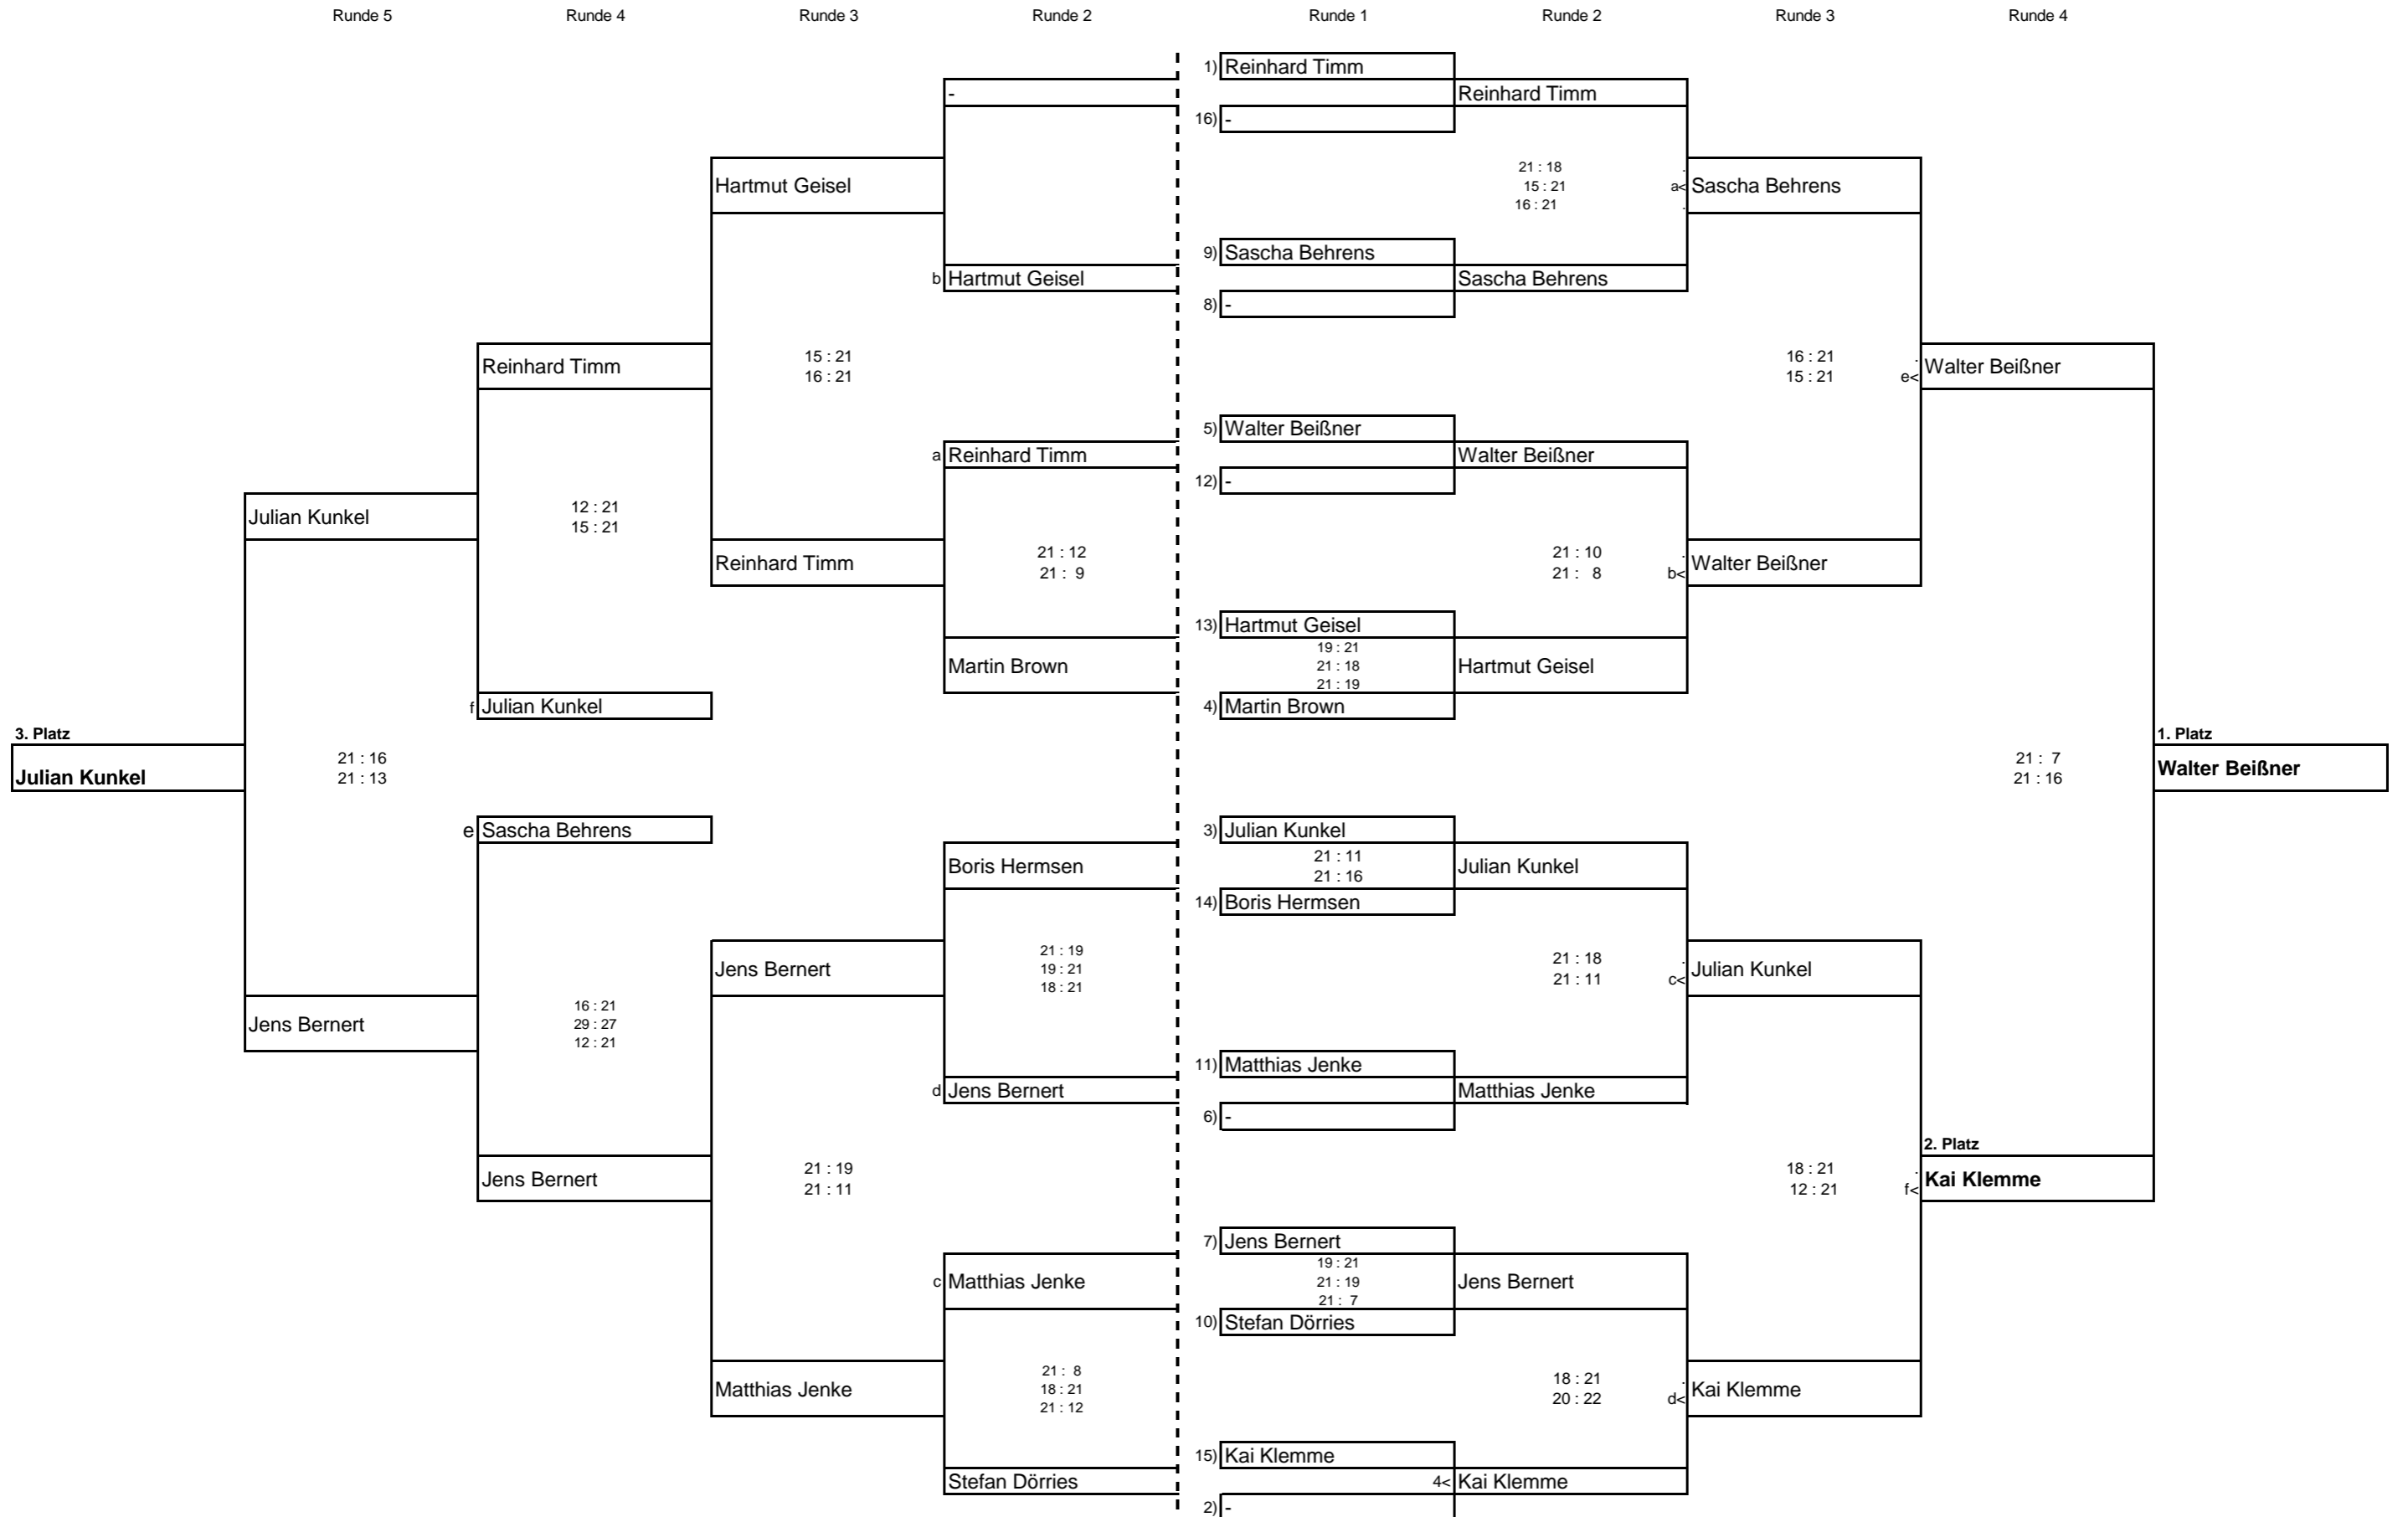 Runde 5 Runde 4 Runde 3 Runde 2 Runde 1 Runde 2 Runde 3 Runde 4
1) Reinhard Timm
- Reinhard Timm
16) -
21 : 18
Hartmut Geisel 15 : 21 a< Sascha Behrens
16 : 21
9) Sascha Behrens
b Hartmut Geisel Sascha Behrens
8) -
15 : 21 16 : 21
Reinhard Timm Walter Beißner
16 : 21 15 : 21 e<
5) Walter Beißner
a Reinhard Timm Walter Beißner
12) -
12 : 21
Julian Kunkel
15 : 21
21 : 12 21 : 10
Reinhard Timm Walter Beißner
21 : 9 21 : 8 b<
13) Hartmut Geisel
19 : 21
Martin Brown 21 : 18 Hartmut Geisel
21 : 19
f Julian Kunkel 4) Martin Brown
3. Platz 1. Platz
21 : 16 21 : 7
Julian Kunkel 21 : 13 21 : 16 Walter Beißner
e Sascha Behrens 3) Julian Kunkel
21 : 11
Boris Hermsen Julian Kunkel
21 : 16
14) Boris Hermsen
21 : 19 21 : 18
Jens Bernert 19 : 21 Julian Kunkel
18 : 21 21 : 11 c<
16 : 21
Jens Bernert 29 : 27
12 : 21
11) Matthias Jenke
d Jens Bernert Matthias Jenke
6) -
2. Platz
21 : 19 18 : 21
Jens Bernert Kai Klemme
21 : 11 12 : 21 f<
7) Jens Bernert
19 : 21
c Matthias Jenke 21 : 19 Jens Bernert
21 : 7
10) Stefan Dörries
21 : 8 18 : 21
Matthias Jenke 18 : 21 Kai Klemme
21 : 12 20 : 22 d<
15) Kai Klemme
Stefan Dörries 4< Kai Klemme
2) -